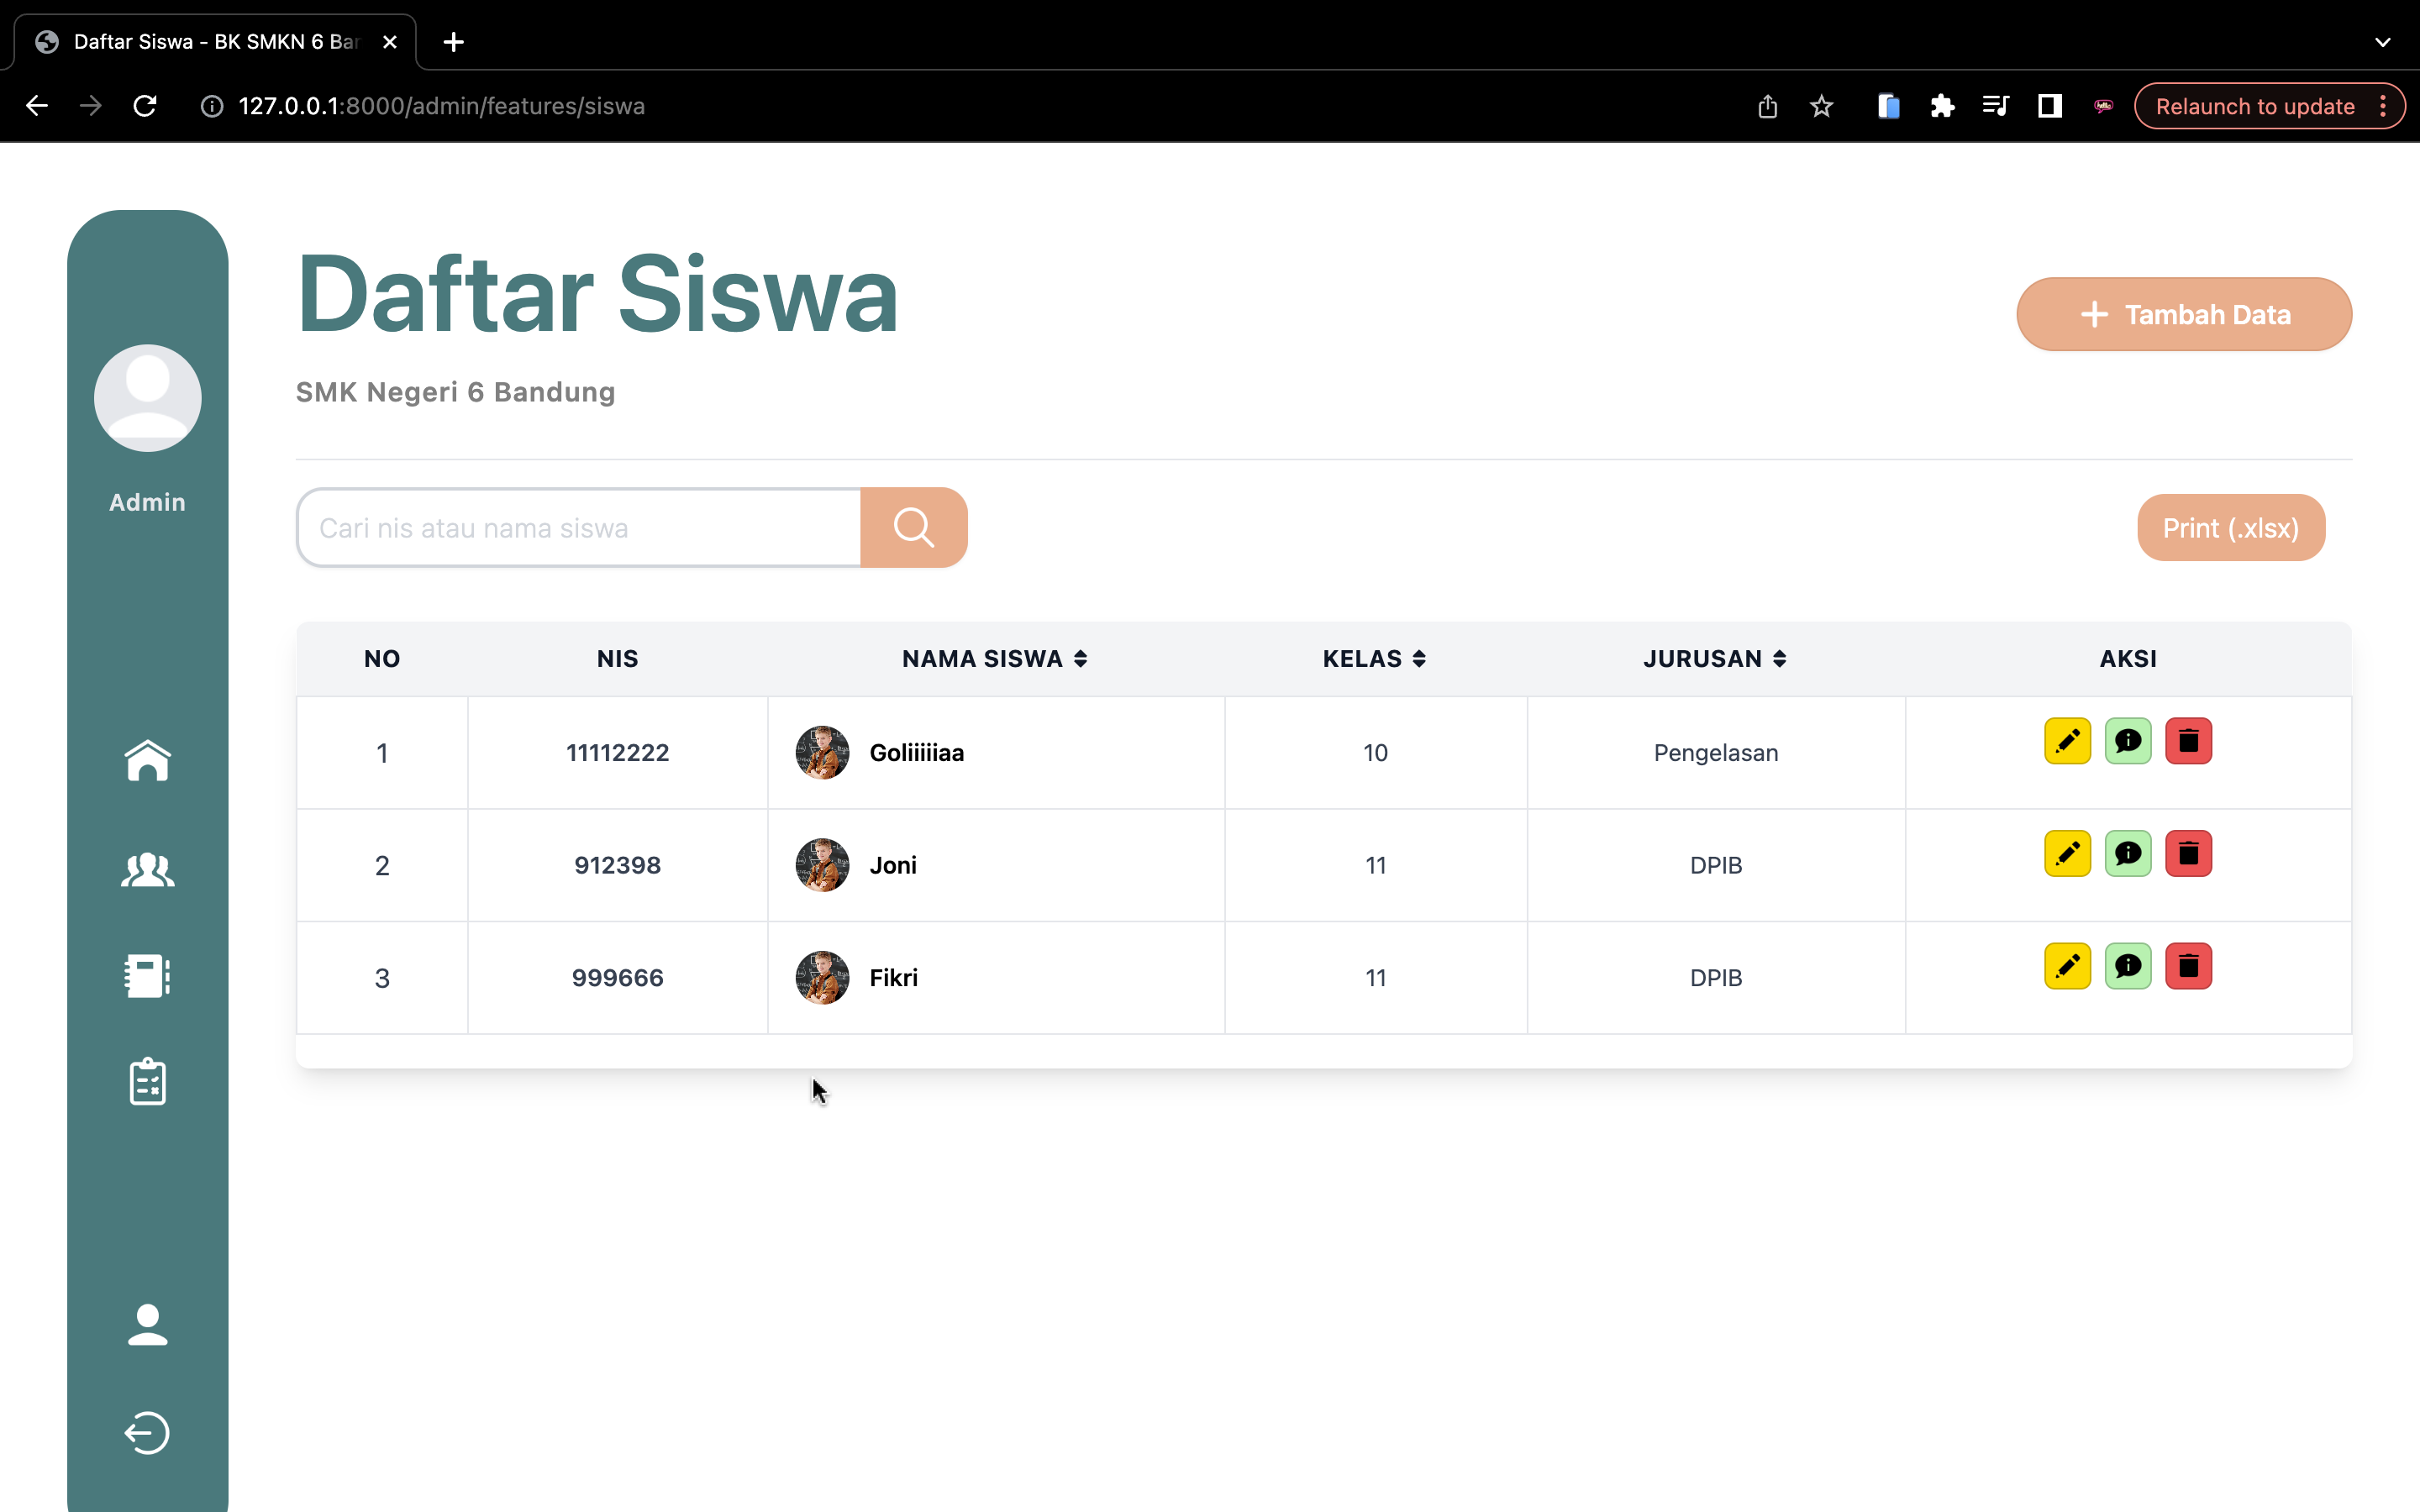 Daftar Siswa - BK SMKN 6 Bar
127.0.0.1:8000/admin/features/siswa
Relaunch to update
Daftar Siswa
Tambah Data
SMK Negeri 6 Bandung
Admin
Cari nis atau nama siswa
Print (.xlsx)
NO NIS NAMA SISWA KELAS JURUSAN AKSI
1 11112222 Goliiiiiaa 10 Pengelasan
2 912398 Joni 11 DPIB
3 999666 Fikri 11 DPIB